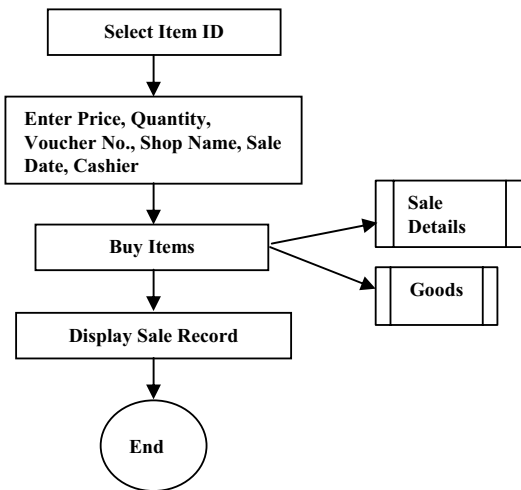 Select Item ID
Enter Price, Quantity,
Voucher No., Shop Name, Sale
Date, Cashier
Buy Items
Sale
Details
Goods
Display Sale Record
End